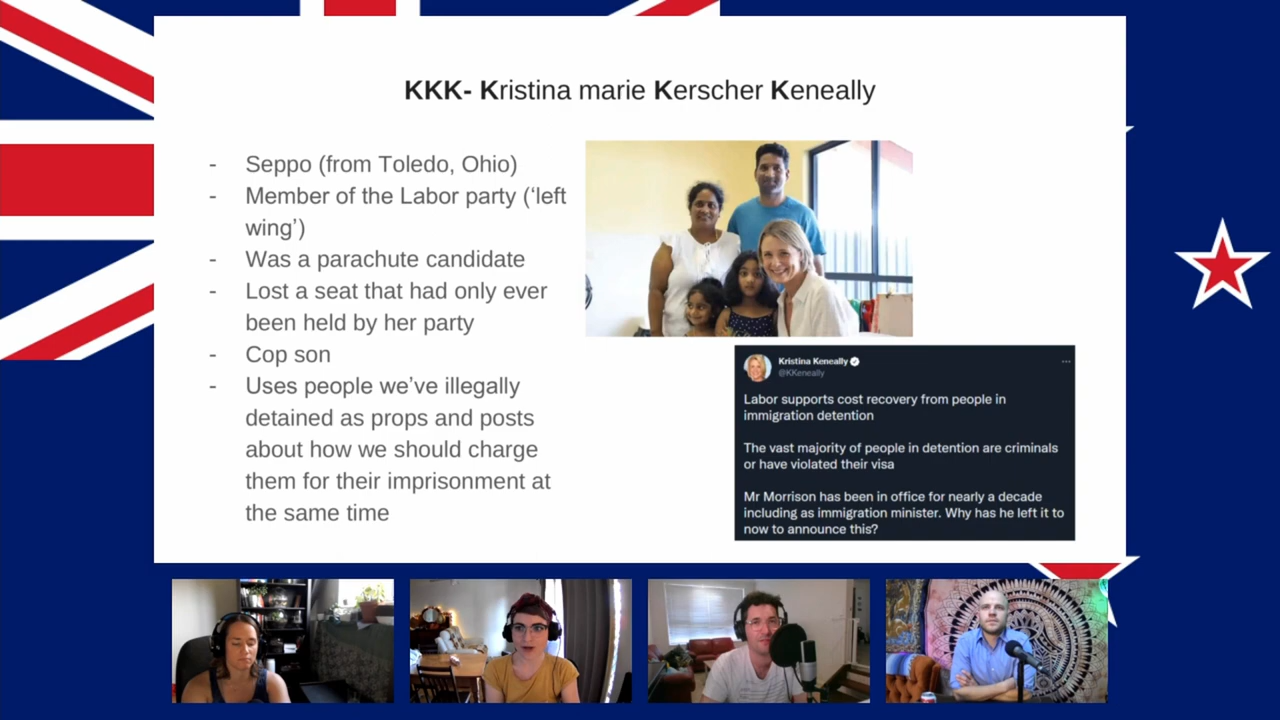 KKK- Kristina marie Kerscher Keneally
- Seppo (from Toledo, Ohio)
- Member of the Labor party (‘left
wing’)
- Was a parachute candidate
- Lost a seat that had only ever
been held by her party
- Cop son
- Uses people we’ve illegally
detained as props and posts
about how we should charge
them for their imprisonment at
the same time
Kristina Keneally
@KKeneally
Labor supports cost recovery from people in
immigration detention
The vast majority of people in detention are criminals
or have violated their visa
Mr Morrison has been in office for nearly a decade
including as immigration minister. Why has he left it to
now to announce this?